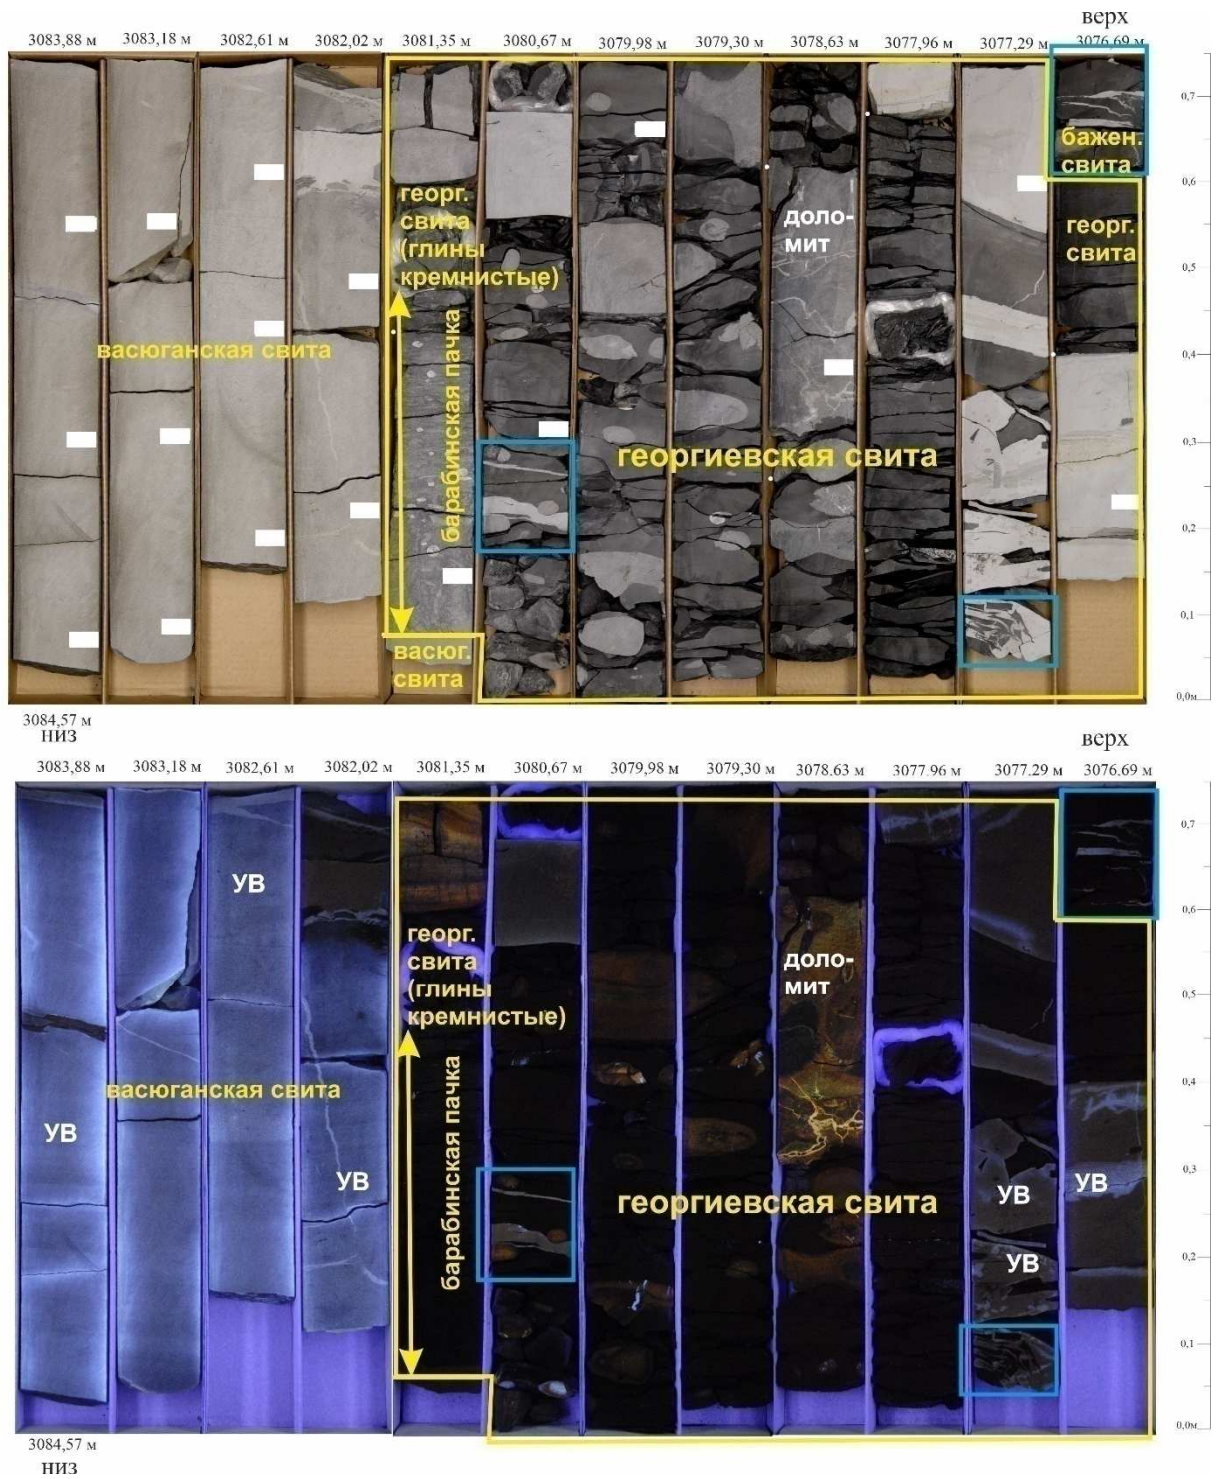 верх
3083,88 м 3083,18 м 3082,61 м 3082,02 м 3081,35 м 3080,67 м 3079,98 м 3079,30 м 3078,63 м 3077,96 м 3077,29 м 3076,69 м
0,7
бажен.
свита
0,6
георг.
свита
(глины
кремнистые)
доло-
мит
георг.
свита
0,5
васюганская свита
барабинская пачка
0,4
георгиевская свита
0,3
0,2
0,1
васюг.
свита
0,0м
3084,57 м
низ
верх
3083,88 м 3083,18 м 3082,61 м 3082,02 м 3081,35 м 3080,67 м 3079,98 м 3079,30 м 3078,63 м 3077.96 м 3077.29 м 3076.69 м
0,7
УВ
0,6
георг.
свита
(глины
кремнистые)
доло-
мит
0,5
васюганская свита
барабинская пачка
0,4
УВ
УВ
георгиевская свита
УВ
УВ
0,3
УВ
0,2
0,1
0,0м
3084,57 м
низ